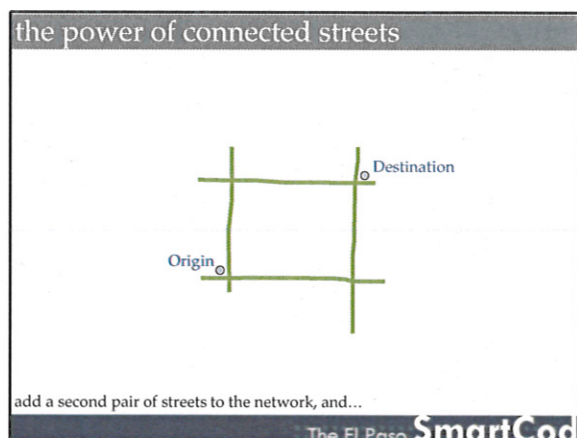 the power of connected streets
Destination
Origin
add a second pair of streets to the network, and…
The El Paso SmartCod